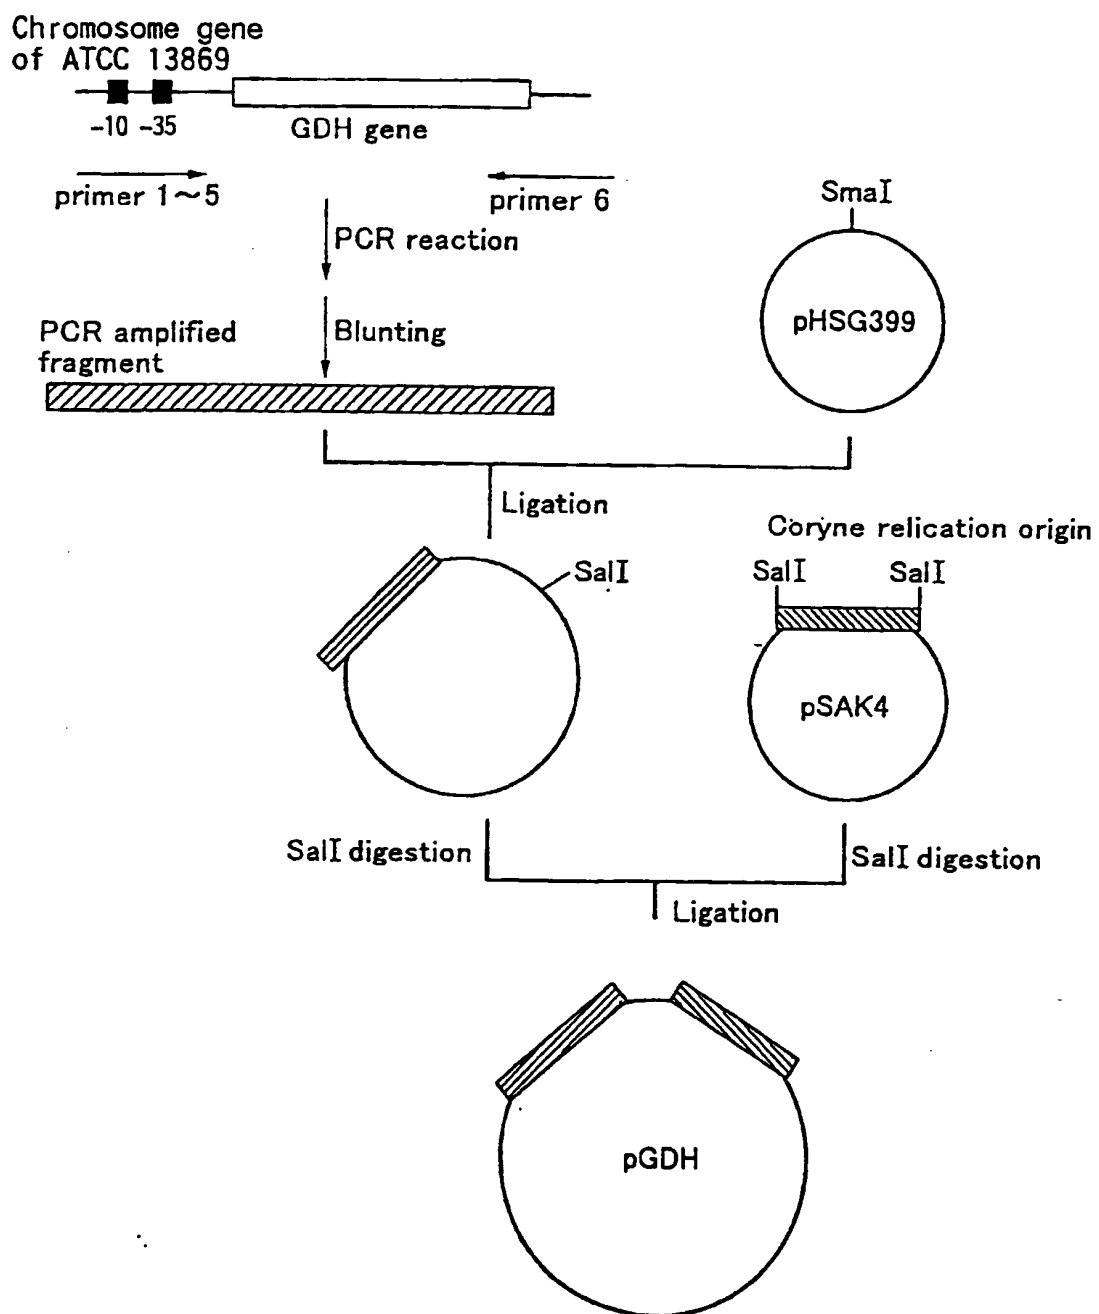 Chromosome gene
of ATCC 13869
-10 -35
GDH gene
primer 1~5
primer 6
SmaI
PCR reaction
pHSG399
PCR amplified
fragment
Blunting
Ligation
Coryne relication origin
SalI
SalI
SalI
pSAK4
SalI digestion
SalI digestion
Ligation
pGDH